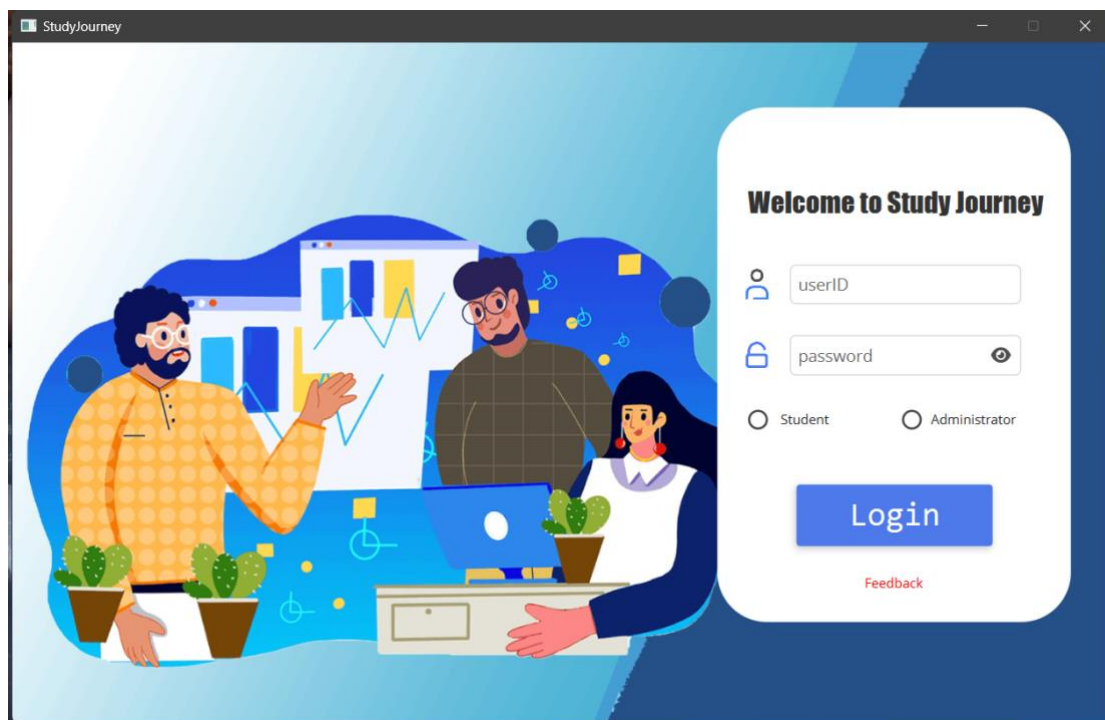 StudyJourney
Welcome to Study Journey
userID
password
Student
Administrator
Login
Feedback